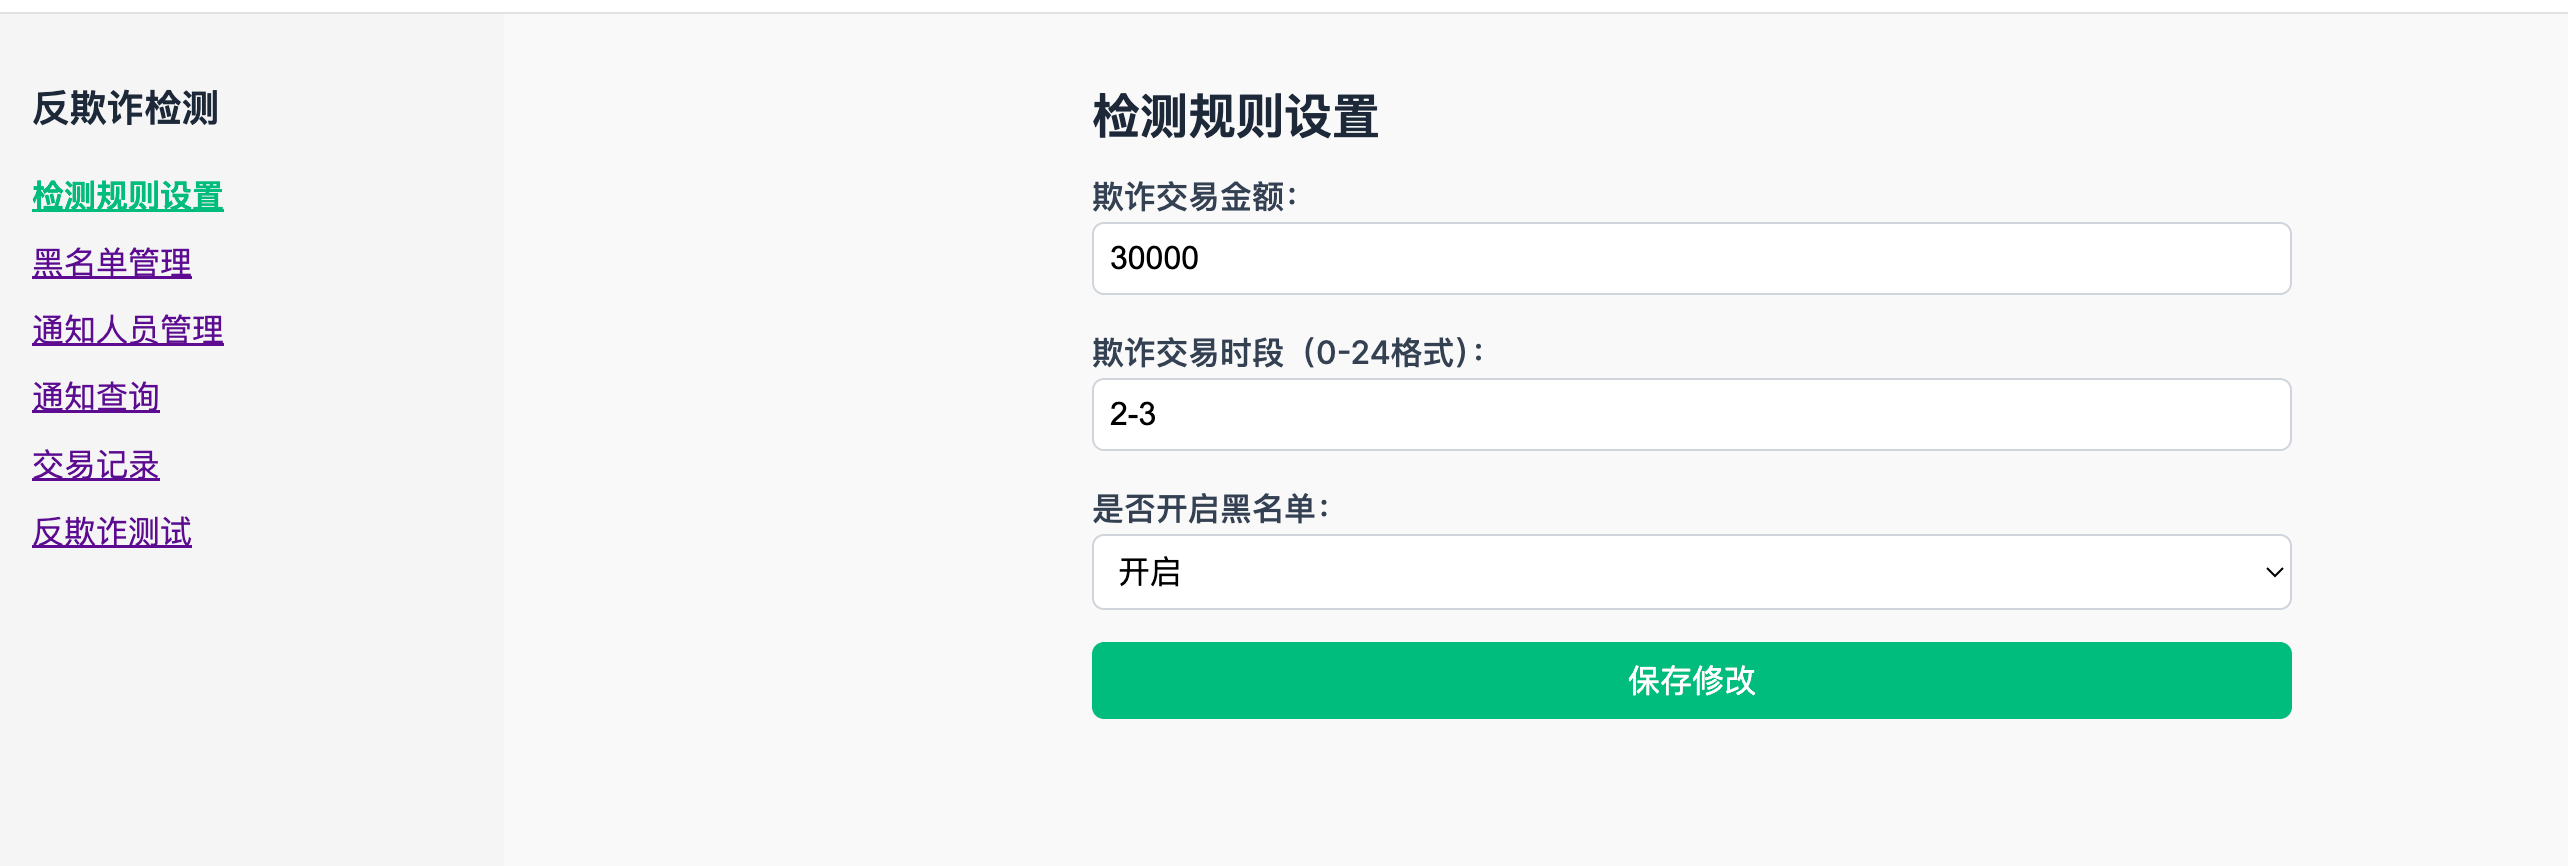 反欺诈检测
检测规则设置
黑名单管理
通知人员管理
通知查询
交易记录
反欺诈测试
检测规则设置
欺诈交易金额：
30000
欺诈交易时段（0-24格式）：
2-3
是否开启黑名单：
开启
保存修改